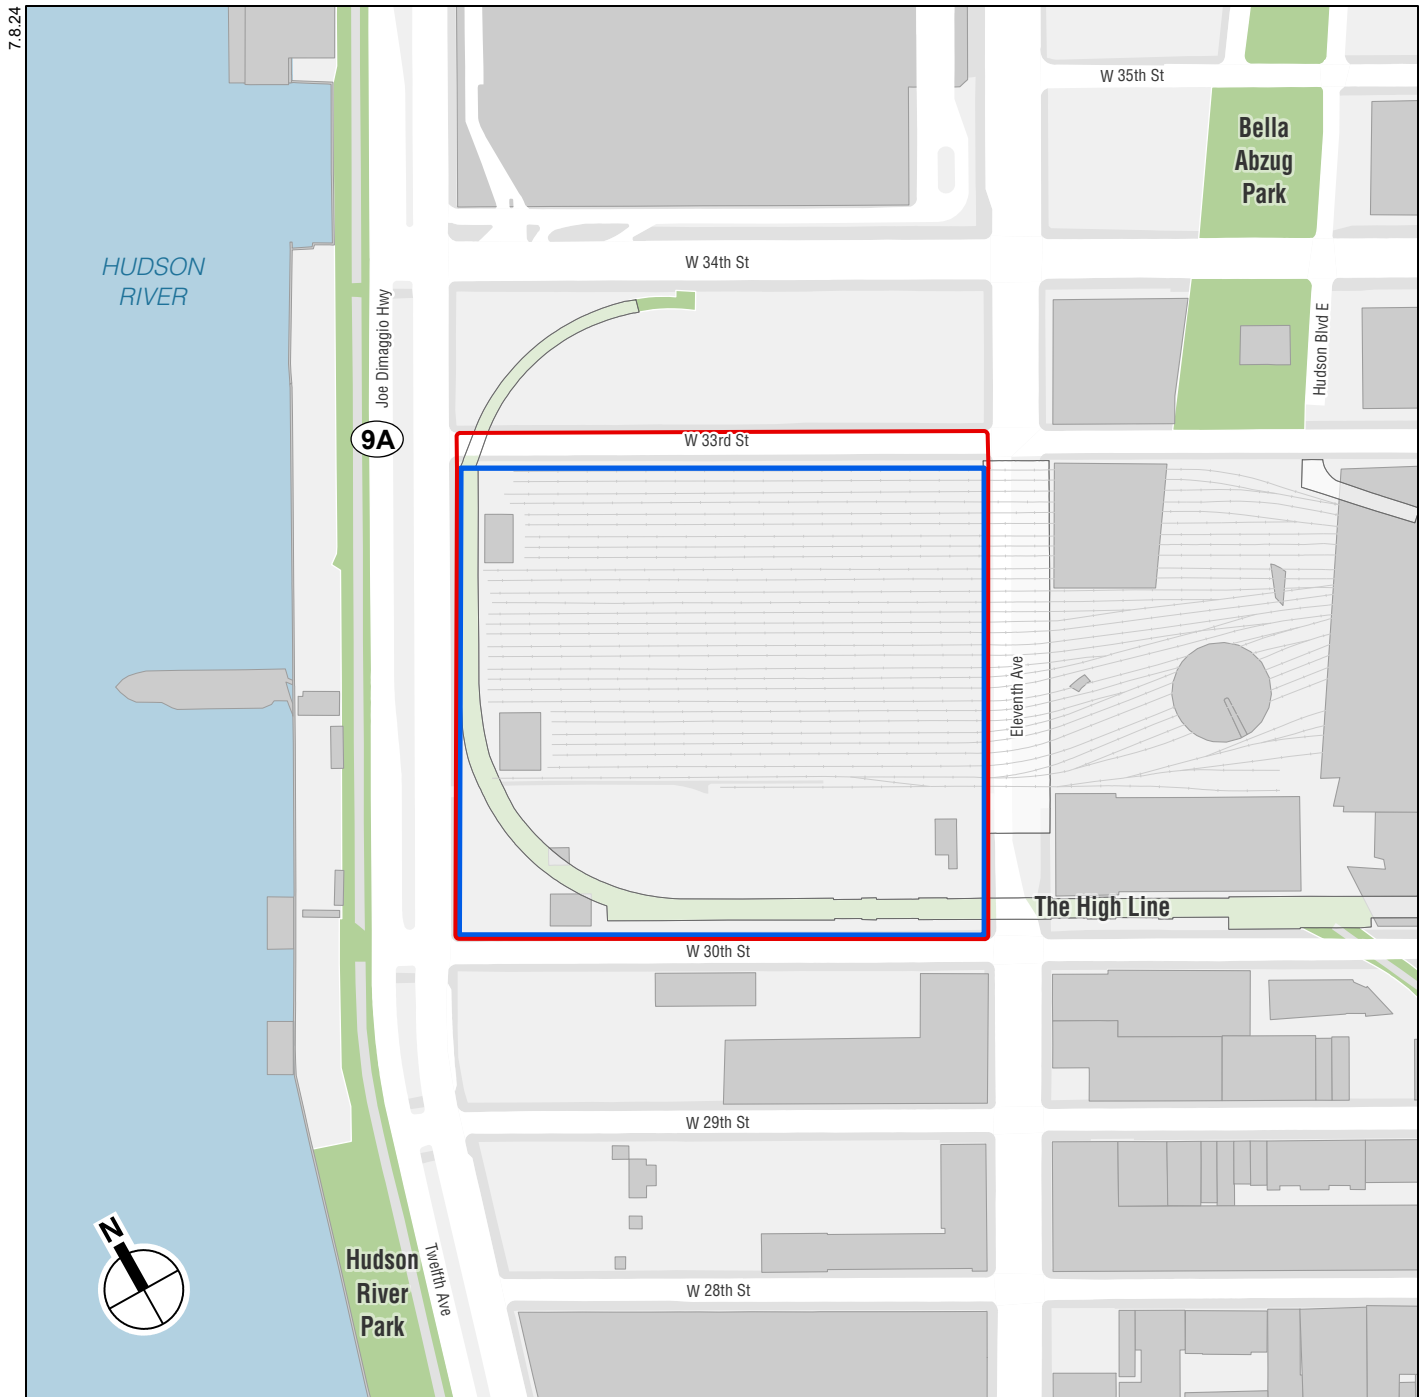 7.8.24
W 35th St
Bella
Abzug
Park
HUDSON
RIVER
W 34th St
Joe Dimaggio Hwy
Hudson Blvd E
9A
W 33rd St
Eleventh Ave
The High Line
W 30th St
W 29th St
N
Hudson
River
Park
Twelfth Ave
W 28th St